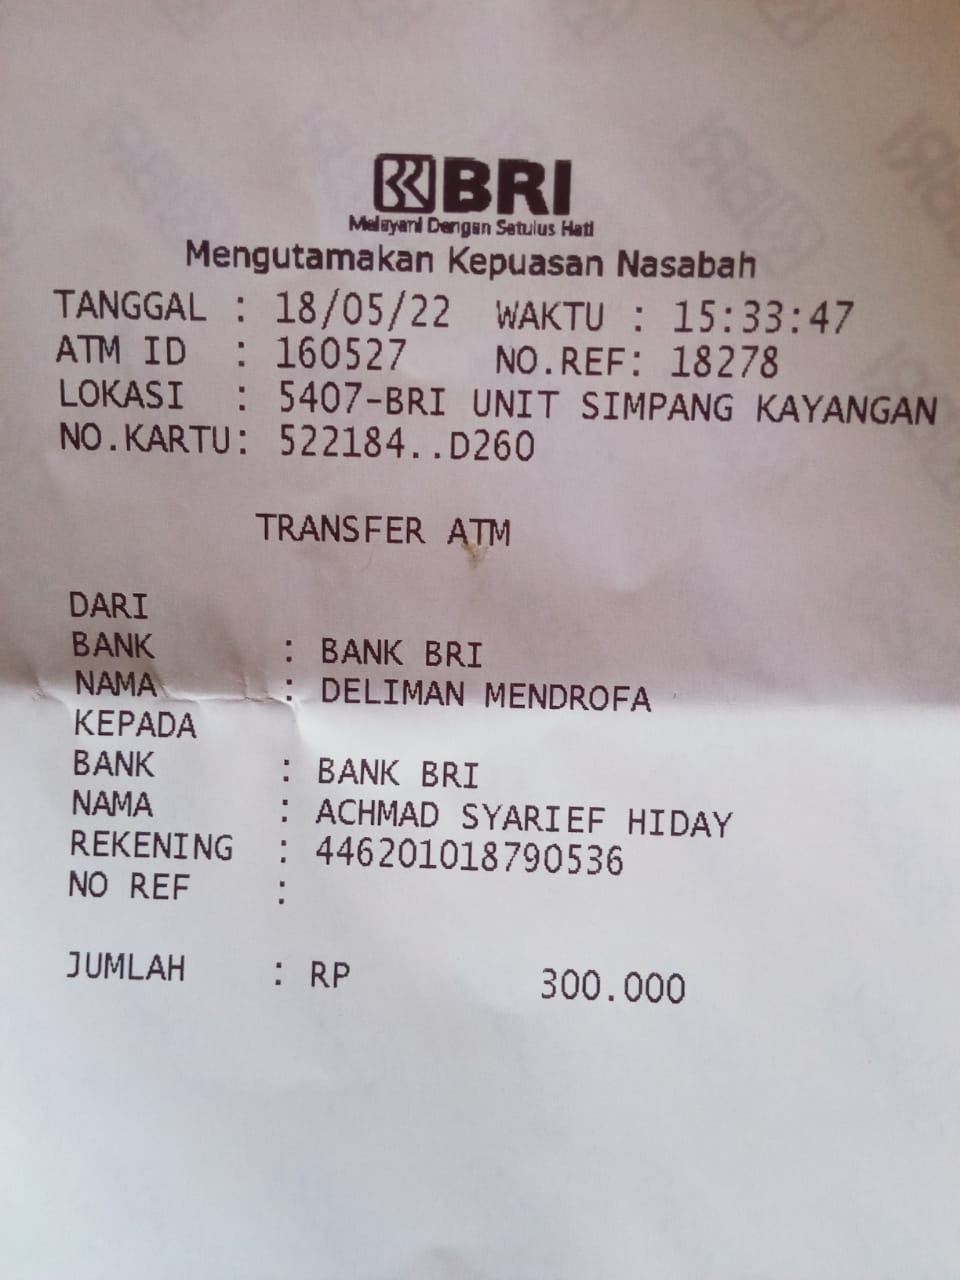 BRI
Melayani Dengan Setulus Hati
Mengutamakan Kepuasan Nasabah
TANGGAL : 18/05/22 WAKTU : 15:33:47
ATM ID : 160527 NO.REF: 18278
LOKASI : 5407-BRI UNIT SIMPANG KAYANGAN
NO.KARTU: 522184..D260
TRANSFER ATM
DARI
BANK : BANK BRI
NAMA : DELIMAN MENDROFA
KEPADA
BANK : BANK BRI
NAMA : ACHMAD SYARIEF HIDAY
REKENING : 446201018790536
NO REF :
JUMLAH : RP 300.000